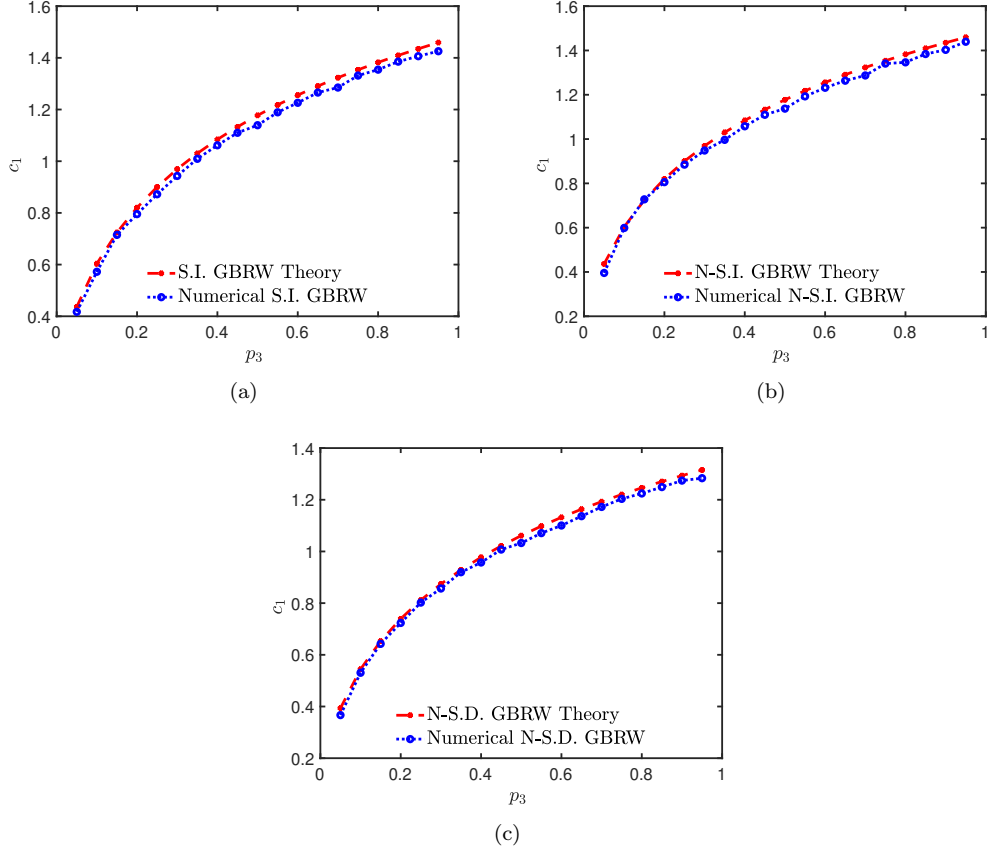 1.6
1.4
1.2
1
0.8
0.6
0.4
c₁
S.I. GBRW Theory
Numerical S.I. GBRW
0 0.2 0.4 0.6 0.8 1
p₃
(a)
1.6
1.4
1.2
1
0.8
0.6
0.4
0.2
c₁
N-S.I. GBRW Theory
Numerical N-S.I. GBRW
0 0.2 0.4 0.6 0.8 1
p₃
(b)
1.4
1.2
1
0.8
0.6
0.4
0.2
c₁
N-S.D. GBRW Theory
Numerical N-S.D. GBRW
0 0.2 0.4 0.6 0.8 1
p₃
(c)